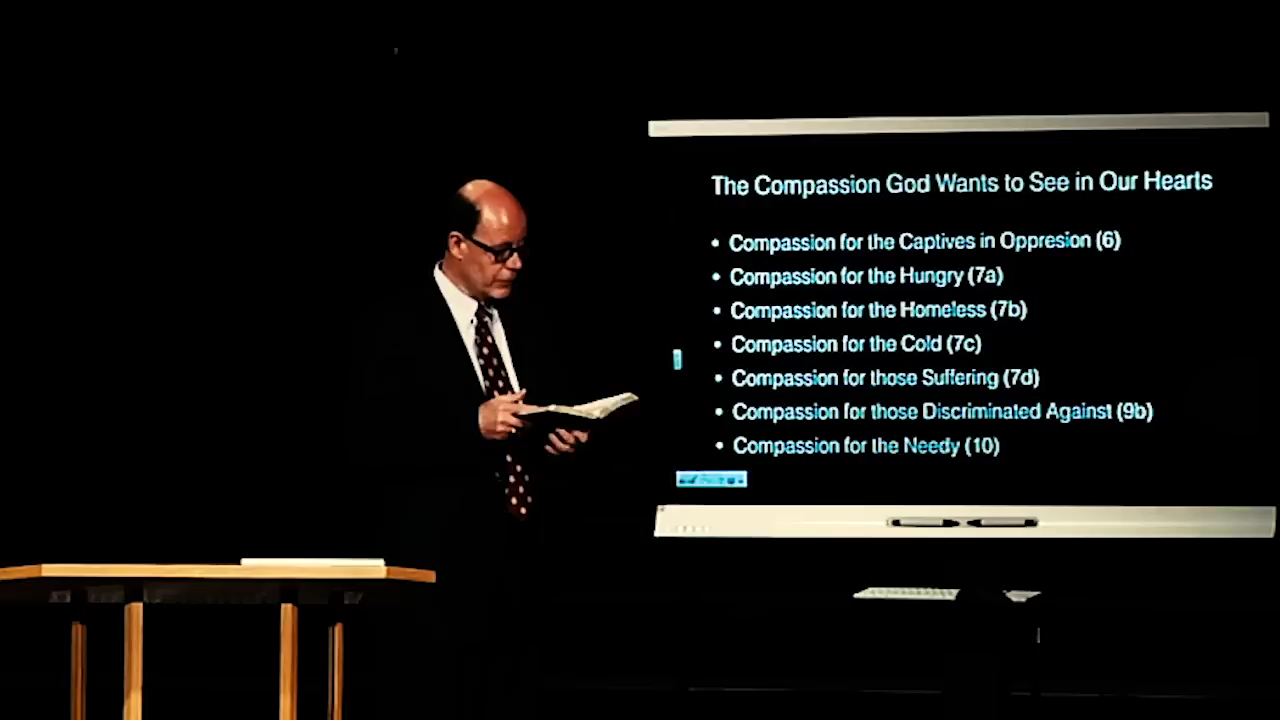 The Compassion God Wants to See in Our Hearts
• Compassion for the Captives in Oppresion (6)
• Compassion for the Hungry (7a)
• Compassion for the Homeless (7b)
• Compassion for the Cold (7c)
• Compassion for those Suffering (7d)
• Compassion for those Discriminated Against (9b)
• Compassion for the Needy (10)